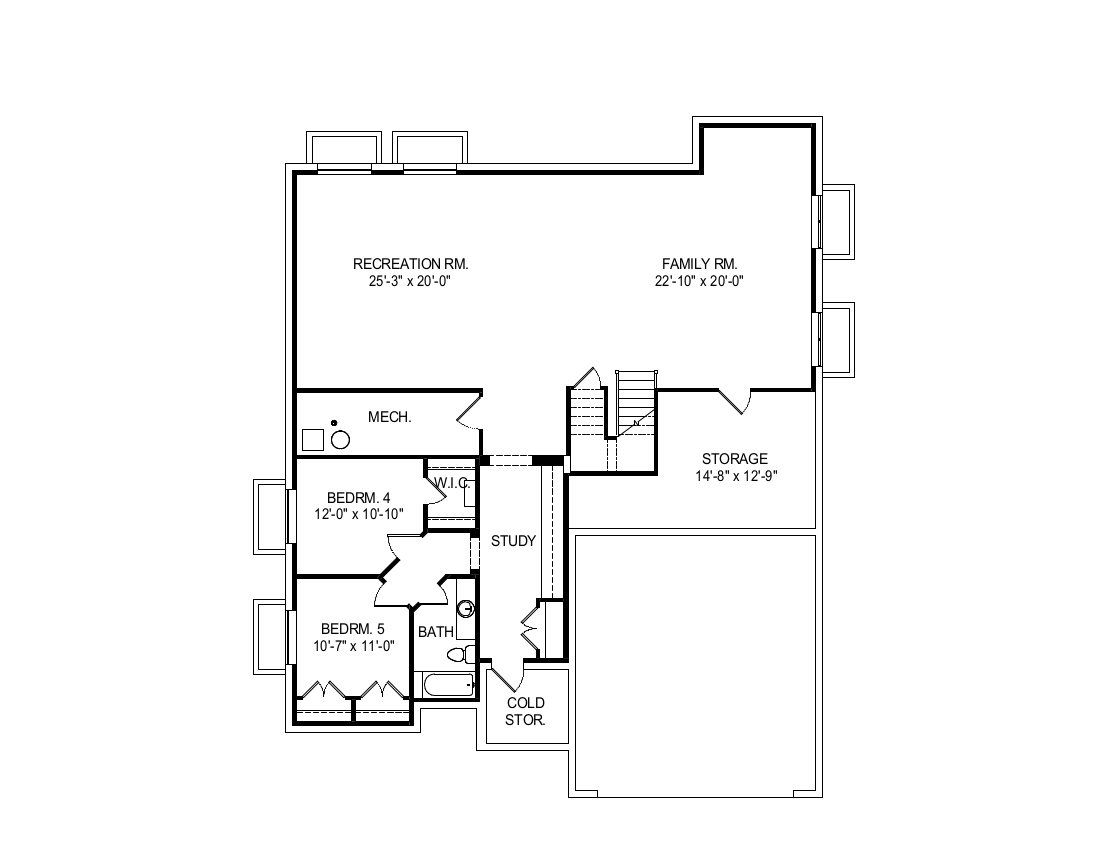 RECREATION RM.
25'-3" x 20'-0"
FAMILY RM.
22'-10" x 20'-0"
MECH.
STORAGE
14'-8" x 12'-9"
W.I.C.
BEDRM. 4
12'-0" x 10'-10"
STUDY
BEDRM. 5
10'-7" x 11'-0"
BATH
COLD
STOR.